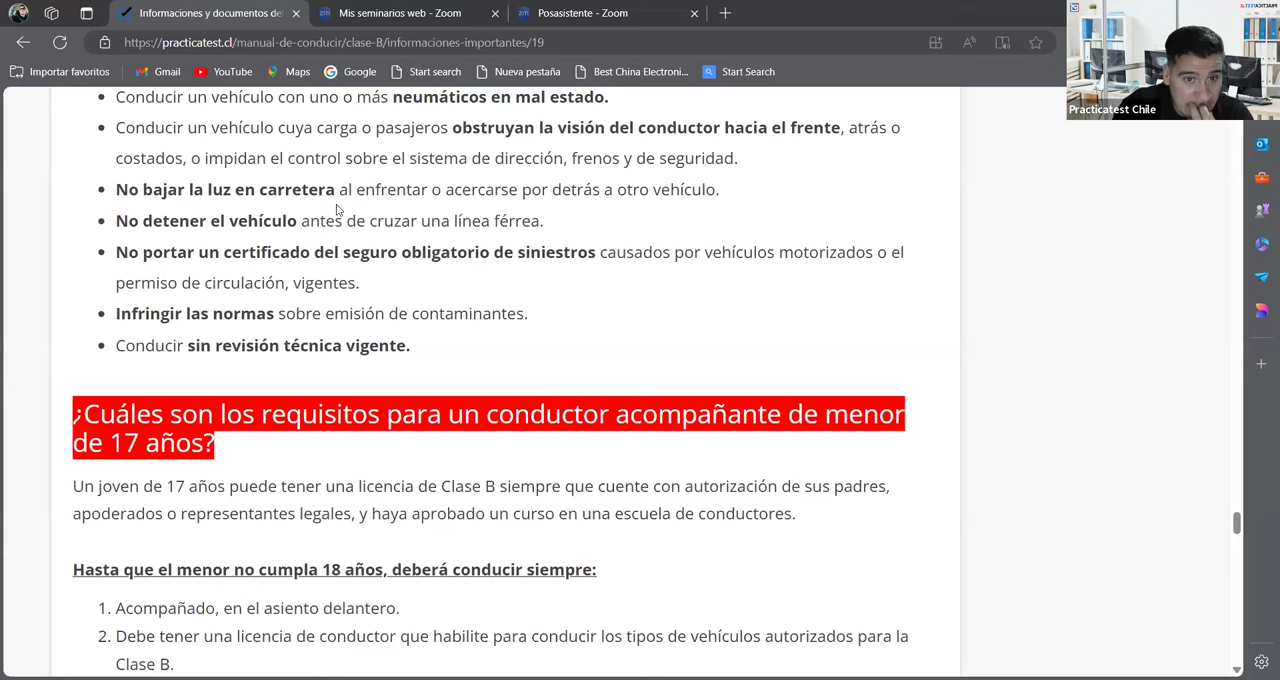 Informaciones y documentos del
Mis seminarios web - Zoom
Posasistente - Zoom
https://practicatest.cl/manual-de-conducir/clase-B/informaciones-importantes/19
Importar favoritos
Gmail
YouTube
Maps
Google
Start search
Nueva pestaña
Best China Electroni...
Start Search
PRACTICATEST.cl
Practicatest Chile
Conducir un vehículo con uno o más neumáticos en mal estado.
Conducir un vehículo cuya carga o pasajeros obstruyan la visión del conductor hacia el frente, atrás o
costados, o impidan el control sobre el sistema de dirección, frenos y de seguridad.
No bajar la luz en carretera al enfrentar o acercarse por detrás a otro vehículo.
No detener el vehículo antes de cruzar una línea férrea.
No portar un certificado del seguro obligatorio de siniestros causados por vehículos motorizados o el
permiso de circulación, vigentes.
Infringir las normas sobre emisión de contaminantes.
Conducir sin revisión técnica vigente.
¿Cuáles son los requisitos para un conductor acompañante de menor
de 17 años?
Un joven de 17 años puede tener una licencia de Clase B siempre que cuente con autorización de sus padres,
apoderados o representantes legales, y haya aprobado un curso en una escuela de conductores.
Hasta que el menor no cumpla 18 años, deberá conducir siempre:
1. Acompañado, en el asiento delantero.
2. Debe tener una licencia de conductor que habilite para conducir los tipos de vehículos autorizados para la
Clase B.